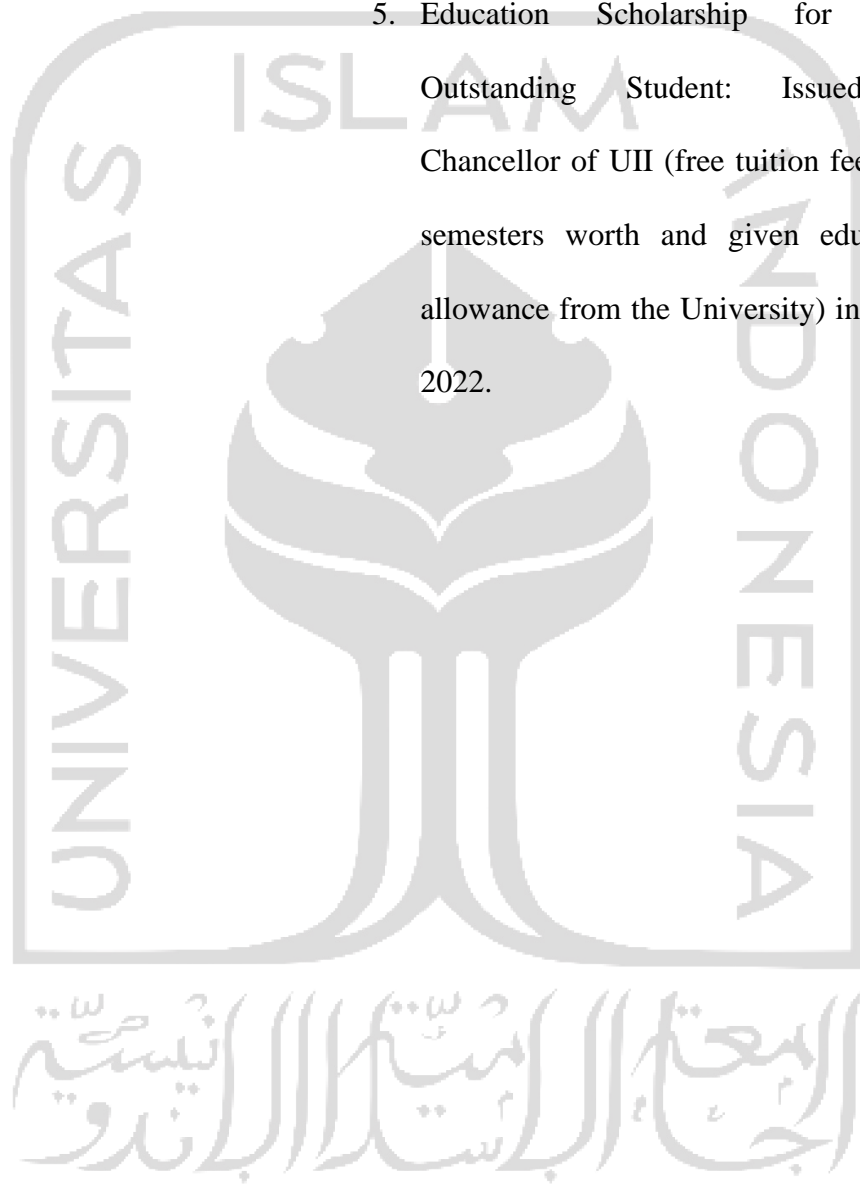 5. Education Scholarship for
Outstanding Student: Issued
Chancellor of UII (free tuition fee
semesters worth and given edu
allowance from the University) in
2022.
ISLAM
UNIVERSITAS
INDONESIA